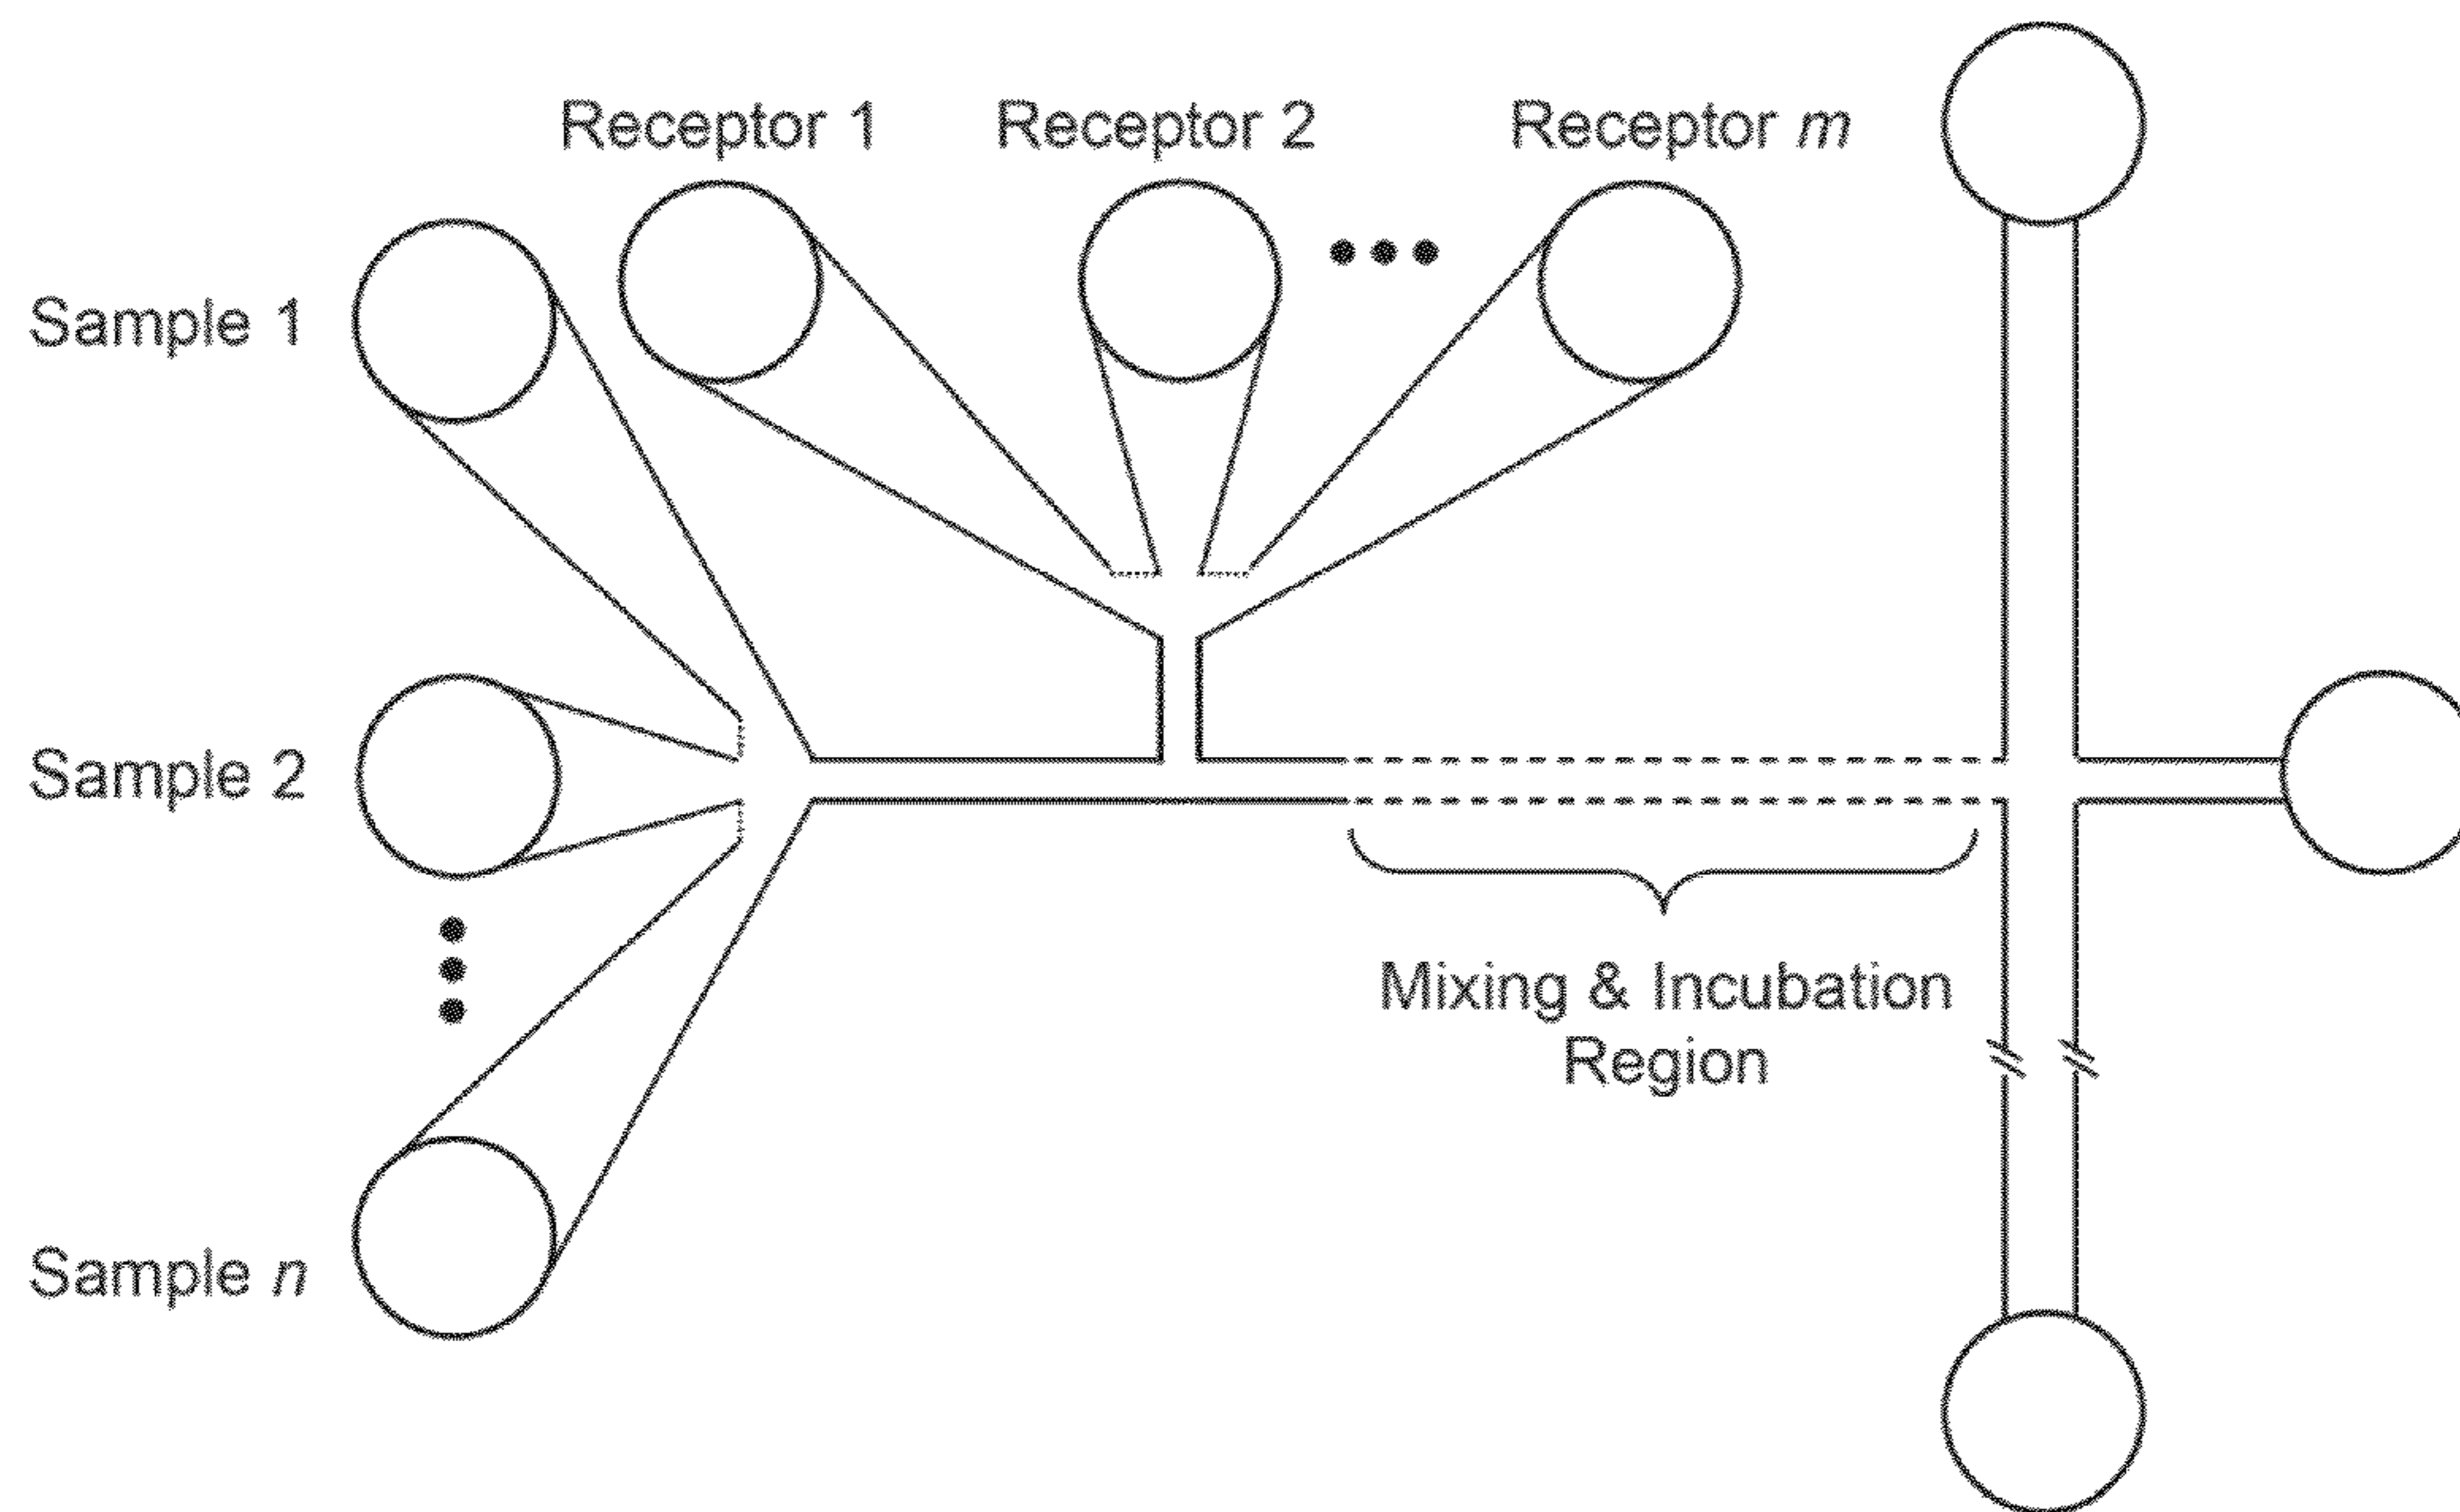 Receptor 1
Receptor 2
Receptor m
Sample 1
Sample 2
Sample n
Mixing & Incubation
Region